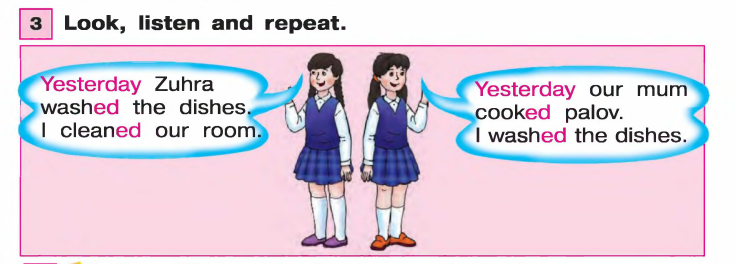 3 Look, listen and repeat.
Yesterday Zuhra
washed the dishes.
I cleaned our room.
Yesterday our mum
cooked palov.
I washed the dishes.